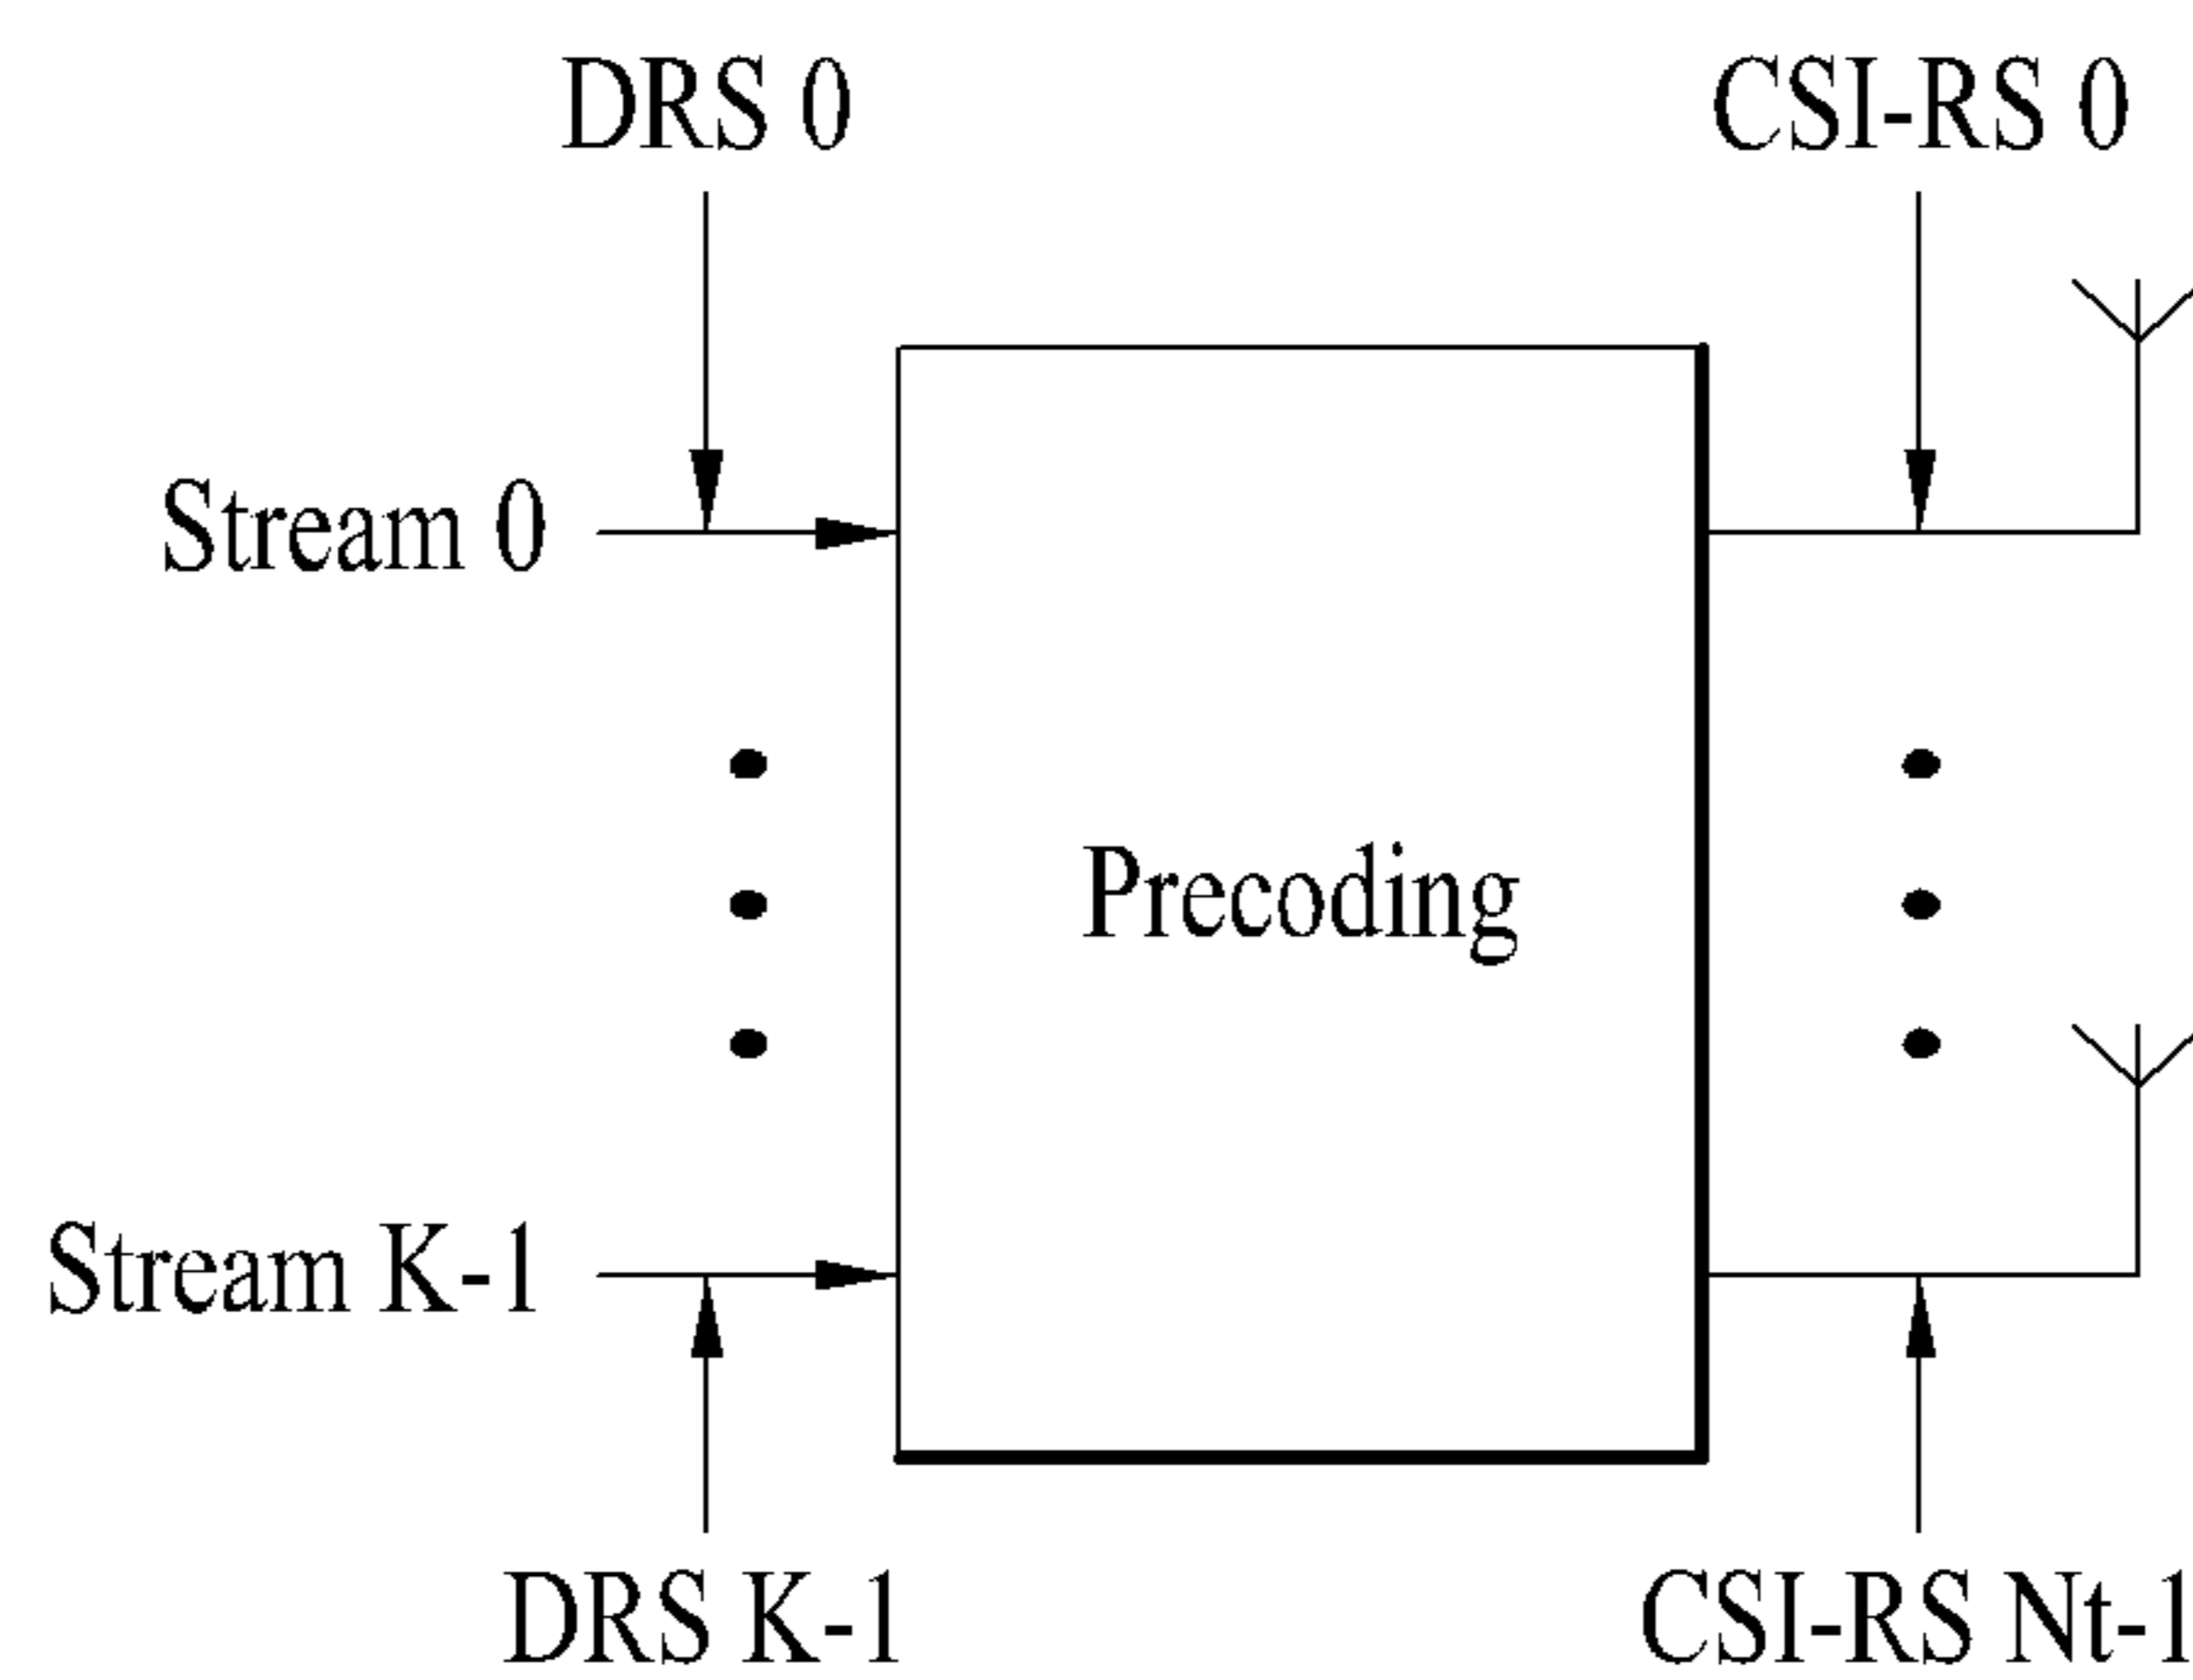 DRS 0
CSI-RS 0
Stream 0
Precoding
Stream K-1
DRS K-1
CSI-RS Nt-1